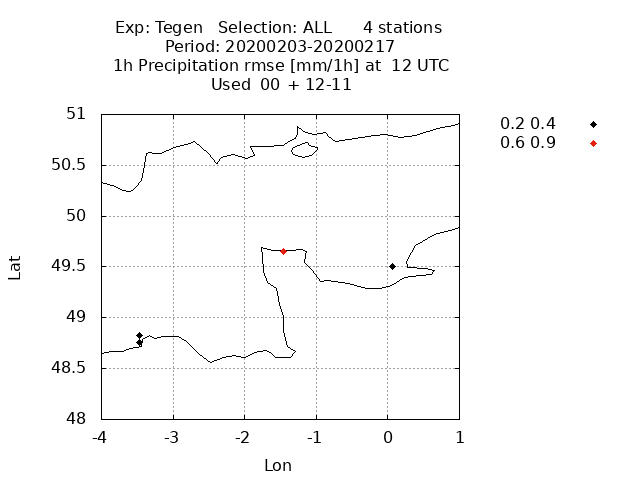 Exp: Tegen   Selection: ALL      4 stations
Period: 20200203-20200217
1h Precipitation rmse [mm/1h] at  12 UTC
Used  00 + 12-11
51
50.5
50
49.5
49
48.5
48
-4
-3
-2
-1
0
1
Lat
Lon
0.2 0.4
0.6 0.9